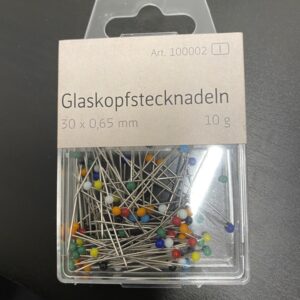 Art. 100002
Glaskopfstecknadeln
30 x 0,65 mm 10 g